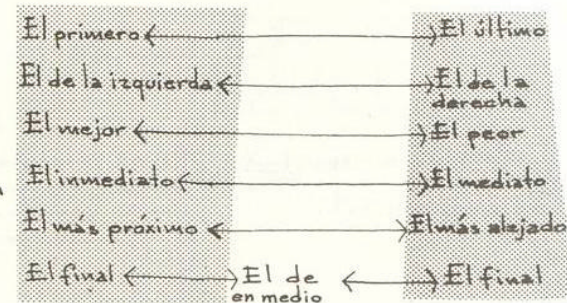 El primero El último
El de la izquierda El de la
derecha
El mejor El peor
El inmediato El mediato
El más próximo El más alejado
El final El de El final
en medio